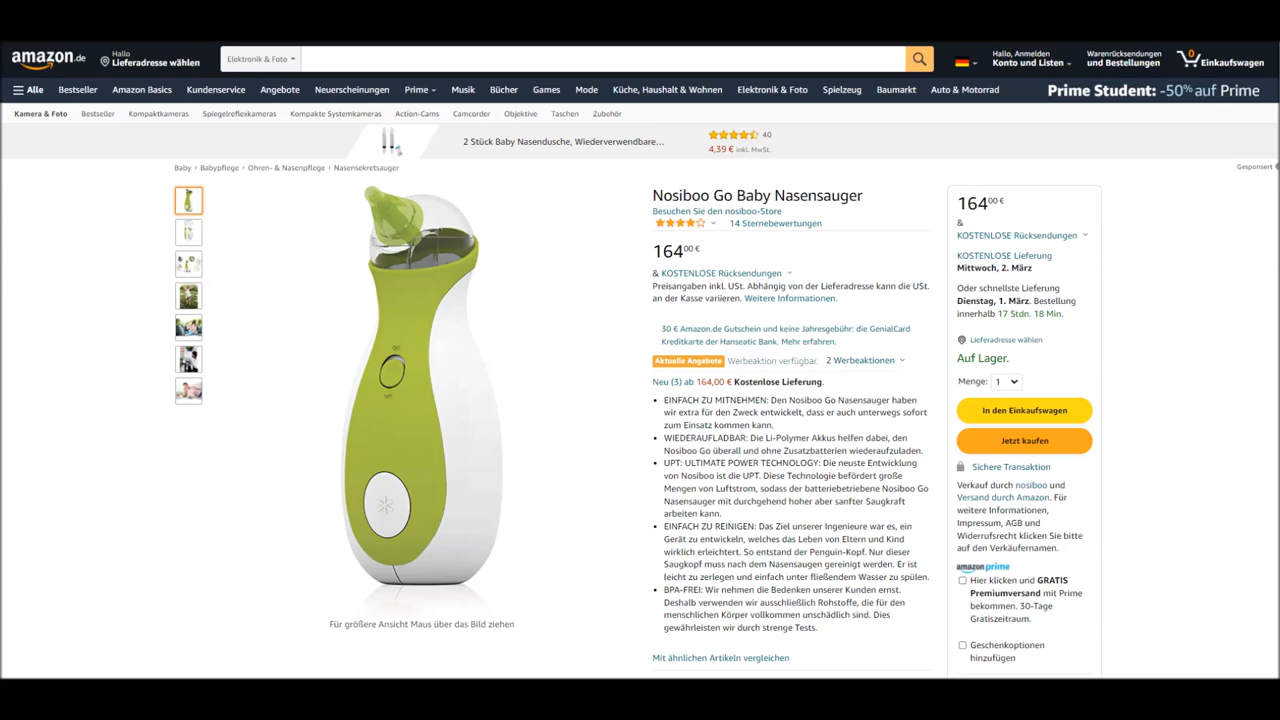 amazon.de
Hallo
Lieferadresse wählen
Elektronik & Foto
Hallo, Anmelden
Konto und Listen
Warenrücksendungen
und Bestellungen
0
Einkaufswagen
Alle Bestseller Amazon Basics Kundenservice Angebote Neuerscheinungen Prime Musik Bücher Games Mode Küche, Haushalt & Wohnen Elektronik & Foto Spielzeug Baumarkt Auto & Motorrad Prime Student: -50% auf Prime
Kamera & Foto Bestseller Kompaktkameras Spiegelreflexkameras Kompakte Systemkameras Action-Cams Camcorder Objektive Taschen Zubehör
2 Stück Baby Nasendusche, Wiederverwendbare…
40
4,39 € inkl. MwSt.
Baby › Babypflege › Ohren- & Nasenpflege › Nasensekretsauger
Gesponsert
OFF
Für größere Ansicht Maus über das Bild ziehen
Nosiboo Go Baby Nasensauger
Besuchen Sie den nosiboo-Store
14 Sternebewertungen
164,00 €
& KOSTENLOSE Rücksendungen
Preisangaben inkl. USt. Abhängig von der Lieferadresse kann die USt.
an der Kasse variieren. Weitere Informationen.
30 € Amazon.de Gutschein und keine Jahresgebühr: die GenialCard
Kreditkarte der Hanseatic Bank. Mehr erfahren.
Aktuelle Angebote Werbeaktion verfügbar. 2 Werbeaktionen
Neu (3) ab 164,00 € Kostenlose Lieferung.
• EINFACH ZU MITNEHMEN: Den Nosiboo Go Nasensauger haben
wir extra für den Zweck entwickelt, dass er auch unterwegs sofort
zum Einsatz kommen kann.
• WIEDERAUFLADBAR: Die Li-Polymer Akkus helfen dabei, den
Nosiboo Go überall und ohne Zusatzbatterien wiederaufzuladen.
• UPT: ULTIMATE POWER TECHNOLOGY: Die neuste Entwicklung
von Nosiboo ist die UPT. Diese Technologie befördert große
Mengen von Luftstrom, sodass der batteriebetriebene Nosiboo Go
Nasensauger mit durchgehend hoher aber sanfter Saugkraft
arbeiten kann.
• EINFACH ZU REINIGEN: Das Ziel unserer Ingenieure war es, ein
Gerät zu entwickeln, welches das Leben von Eltern und Kind
wirklich erleichtert. So entstand der Penguin-Kopf. Nur dieser
Saugkopf muss nach dem Nasensaugen gereinigt werden. Er ist
leicht zu zerlegen und einfach unter fließendem Wasser zu spülen.
• BPA-FREI: Wir nehmen die Bedenken unserer Kunden ernst.
Deshalb verwenden wir ausschließlich Rohstoffe, die für den
menschlichen Körper vollkommen unschädlich sind. Dies
gewährleisten wir durch strenge Tests.
Mit ähnlichen Artikeln vergleichen
164,00 €
&
KOSTENLOSE Rücksendungen
KOSTENLOSE Lieferung
Mittwoch, 2. März
Oder schnellste Lieferung
Dienstag, 1. März. Bestellung
innerhalb 17 Stdn. 18 Min.
Lieferadresse wählen
Auf Lager.
Menge: 1
In den Einkaufswagen
Jetzt kaufen
Sichere Transaktion
Verkauf durch nosiboo und
Versand durch Amazon. Für
weitere Informationen,
Impressum, AGB und
Widerrufsrecht klicken Sie bitte
auf den Verkäufernamen.
amazon prime
Hier klicken und GRATIS
Premiumversand mit Prime
bekommen. 30-Tage
Gratiszeitraum.
Geschenkoptionen
hinzufügen